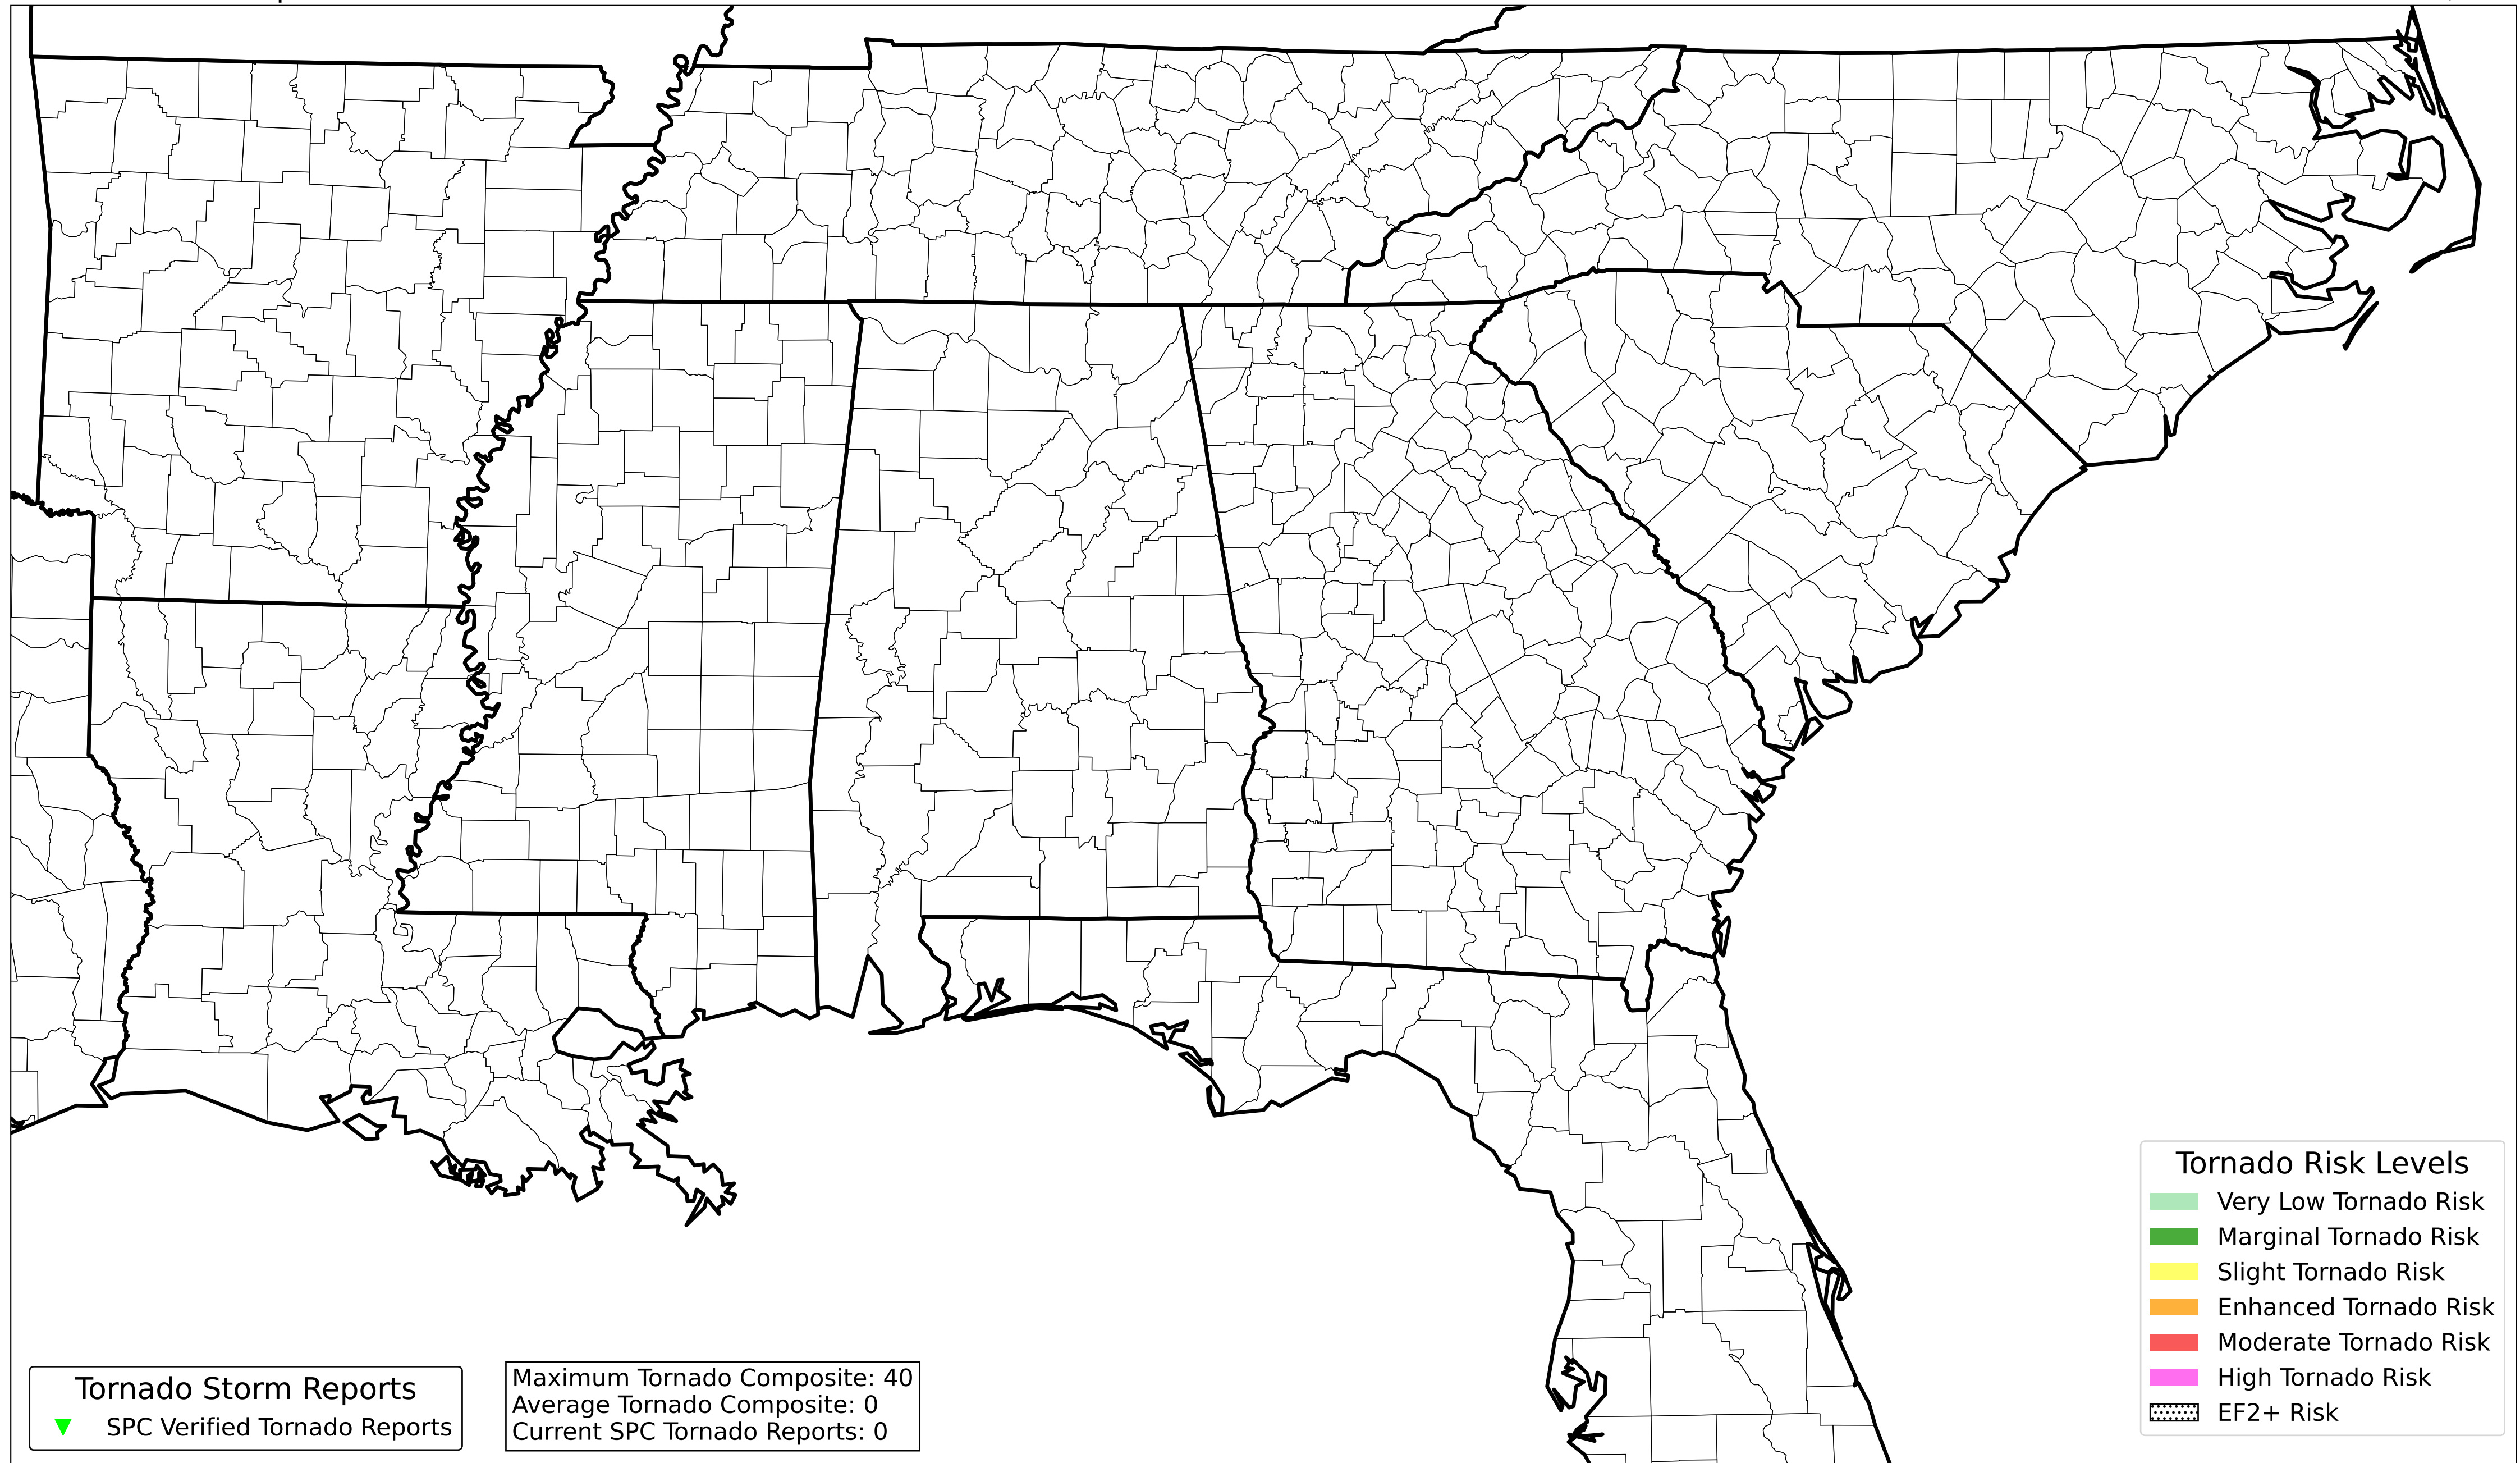 Tornado Risk Levels
Very Low Tornado Risk
Marginal Tornado Risk
Slight Tornado Risk
Enhanced Tornado Risk
Moderate Tornado Risk
High Tornado Risk
EF2+ Risk
Tornado Storm Reports
SPC Verified Tornado Reports
Maximum Tornado Composite: 40
Average Tornado Composite: 0
Current SPC Tornado Reports: 0